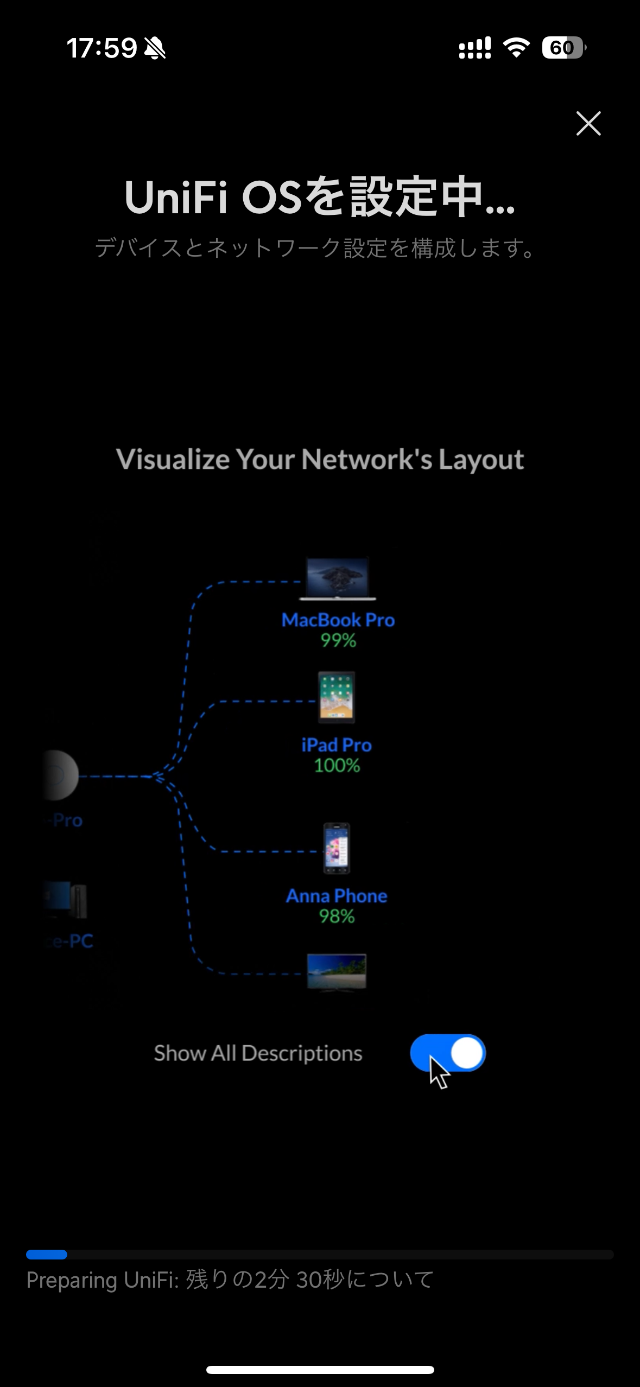 17:59
60
UniFi OSを設定中...
デバイスとネットワーク設定を構成します。
Visualize Your Network's Layout
MacBook Pro
99%
iPad Pro
100%
-Pro
Anna Phone
98%
e-PC
Show All Descriptions
Preparing UniFi: 残りの2分 30秒について